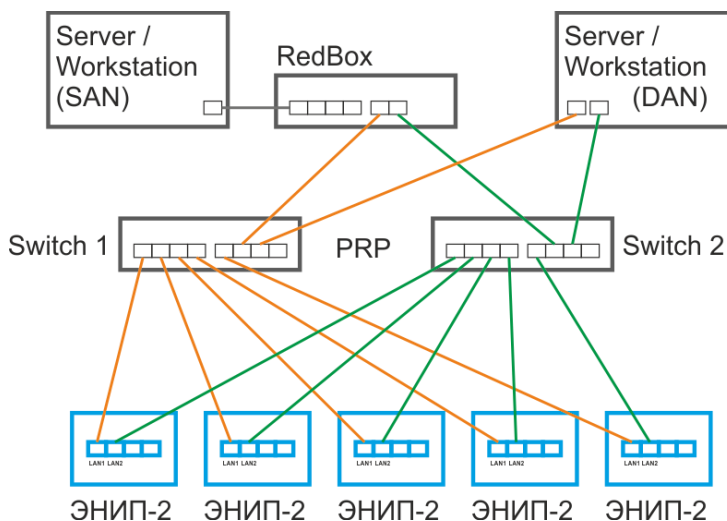 Server /
Workstation
(SAN)
RedBox
Server /
Workstation
(DAN)
Switch 1
PRP
Switch 2
LAN1 LAN2
LAN1 LAN2
LAN1 LAN2
LAN1 LAN2
LAN1 LAN2
ЭНИП-2
ЭНИП-2
ЭНИП-2
ЭНИП-2
ЭНИП-2